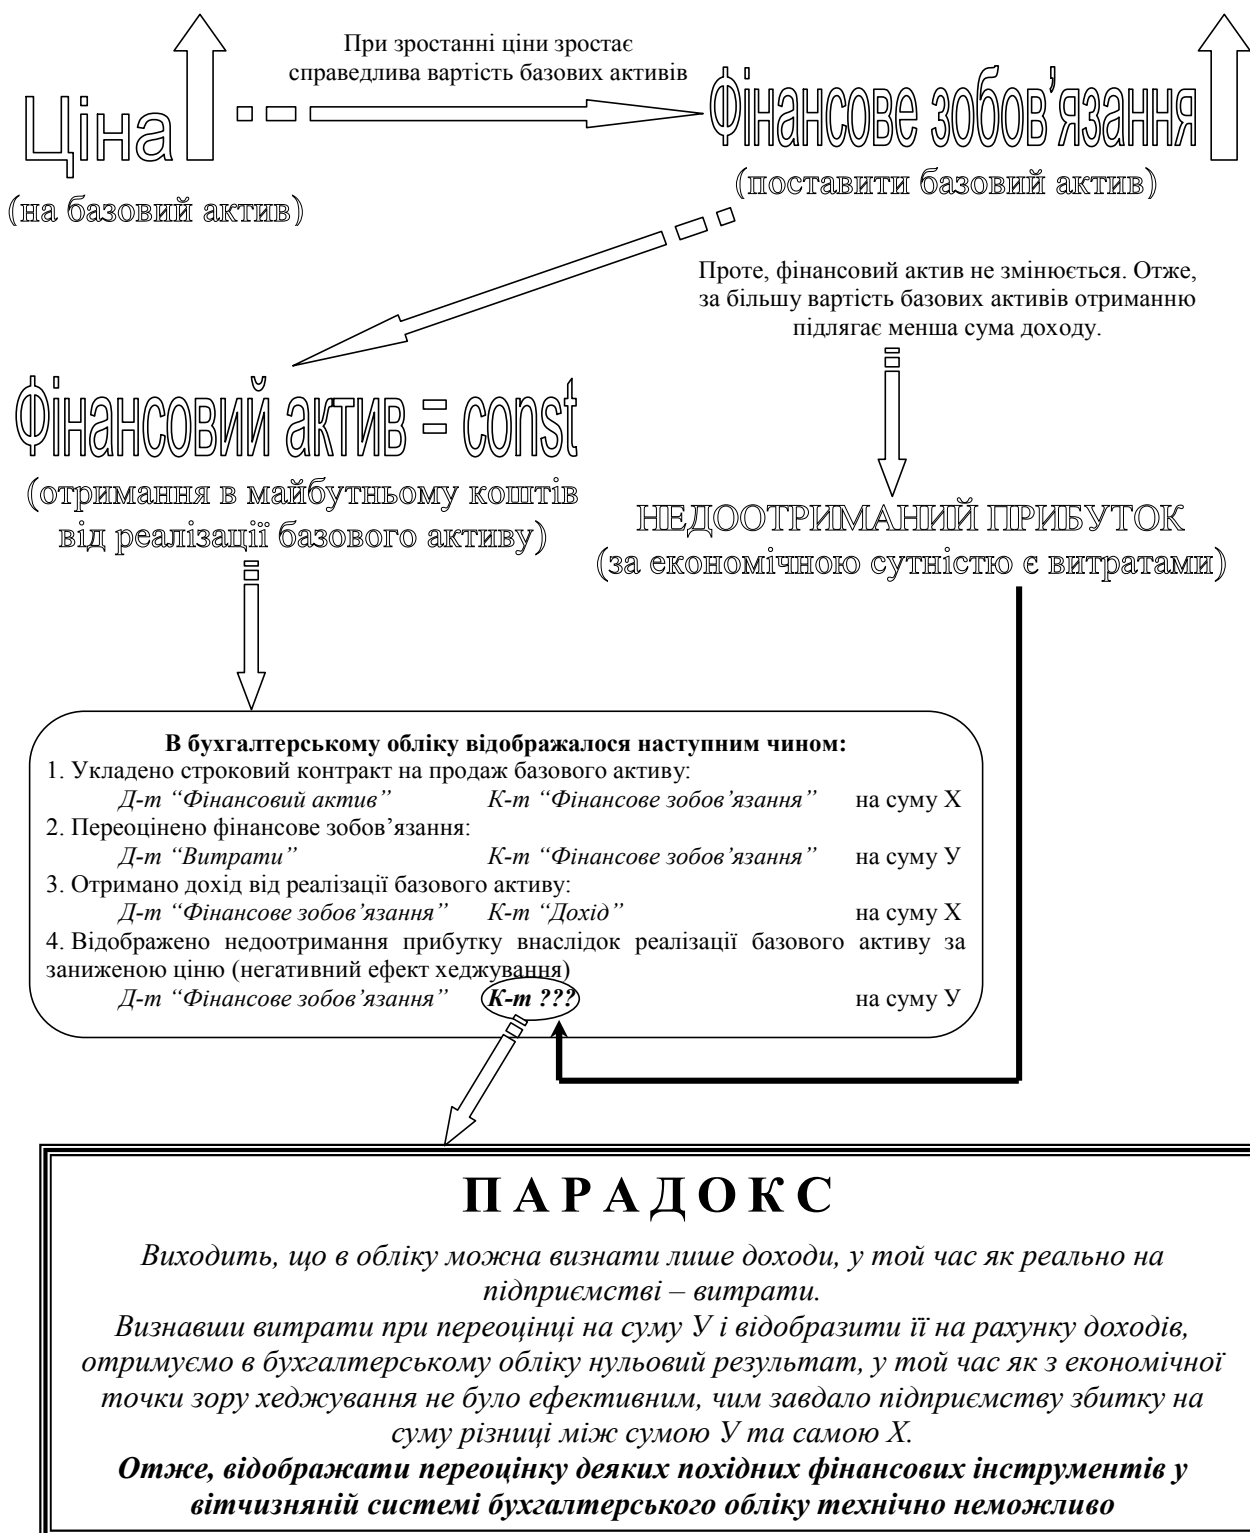 При зростанні ціни зростає
справедлива вартість базових активів
Ціна
(на базовий актив)
Фінансове зобов’язання
(поставити базовий актив)
Проте, фінансовий актив не змінюється. Отже,
за більшу вартість базових активів отриманню
підлягає менша сума доходу.
Фінансовий актив = const
(отримання в майбутньому коштів
від реалізації базового активу)
НЕДООТРИМАНИЙ ПРИБУТОК
(за економічною сутністю є витратами)
В бухгалтерському обліку відображалося наступним чином:
1. Укладено строковий контракт на продаж базового активу:
Д-т “Фінансовий актив” К-т “Фінансове зобов’язання” на суму Х
2. Переоцінено фінансове зобов’язання:
Д-т “Витрати” К-т “Фінансове зобов’язання” на суму У
3. Отримано дохід від реалізації базового активу:
Д-т “Фінансове зобов’язання” К-т “Дохід” на суму Х
4. Відображено недоотримання прибутку внаслідок реалізації базового активу за
заниженою ціню (негативний ефект хеджування)
Д-т “Фінансове зобов’язання” К-т ??? на суму У
ПАРАДОКС
Виходить, що в обліку можна визнати лише доходи, у той час як реально на
підприємстві – витрати.
Визнавши витрати при переоцінці на суму У і відобразити її на рахунку доходів,
отримуємо в бухгалтерському обліку нульовий результат, у той час як з економічної
точки зору хеджування не було ефективним, чим завдало підприємству збитку на
суму різниці між сумою У та самою Х.
Отже, відображати переоцінку деяких похідних фінансових інструментів у
вітчизняній системі бухгалтерського обліку технічно неможливо